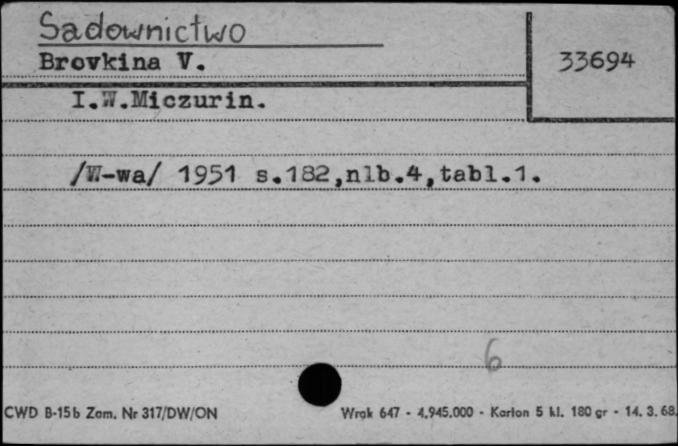 Sadownictwo
Brovkina V.
33694
I.W.Miczurin.
/W-wa/ 1951 s.182,nlb.4,tabl.1.
6
CWD B-15b Zam. Nr 317/DW/ON
Wrak 647 - 4.945.000 - Karton 5 kl. 180 gr - 14. 3. 68.